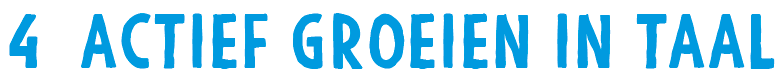 4 ACTIEF GROEIEN IN TAAL